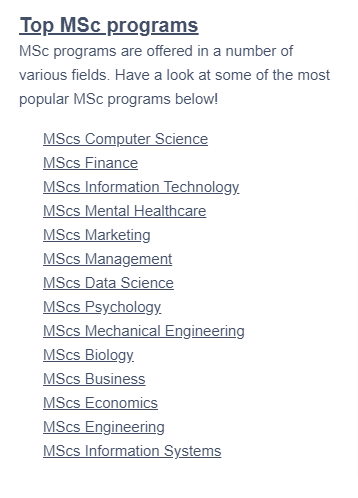 Top MSc programs
MSc programs are offered in a number of
various fields. Have a look at some of the most
popular MSc programs below!
MScs Computer Science
MScs Finance
MScs Information Technology
MScs Mental Healthcare
MScs Marketing
MScs Management
MScs Data Science
MScs Psychology
MScs Mechanical Engineering
MScs Biology
MScs Business
MScs Economics
MScs Engineering
MScs Information Systems